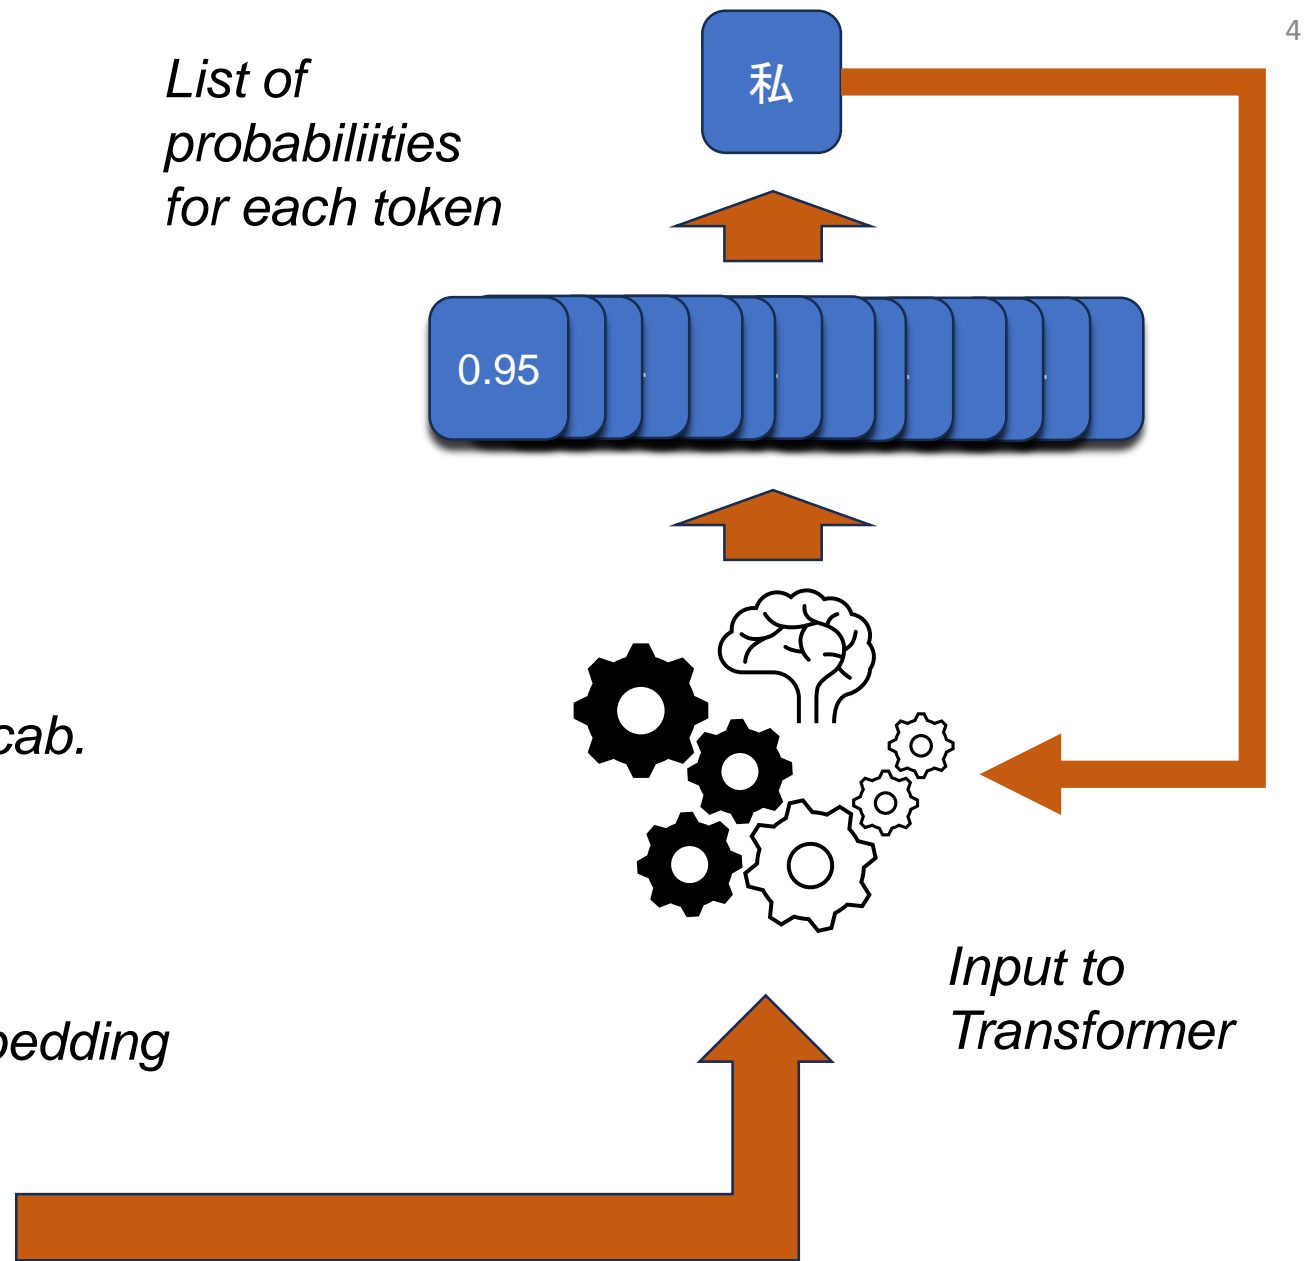 4
List of
probabiliities
for each token
私
0.95
cab.
bedding
Input to
Transformer